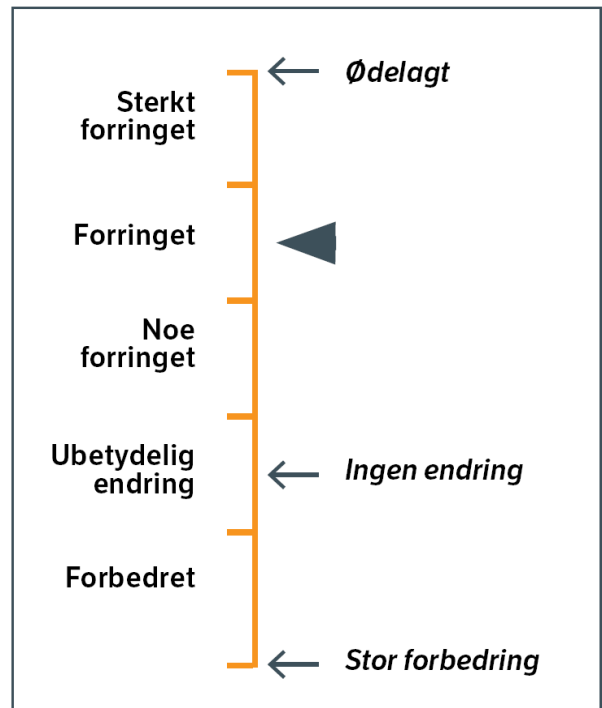 Ødelagt
Sterkt
forringet
Forringet
Noe
forringet
Ubetydelig
endring
Ingen endring
Forbedret
Stor forbedring